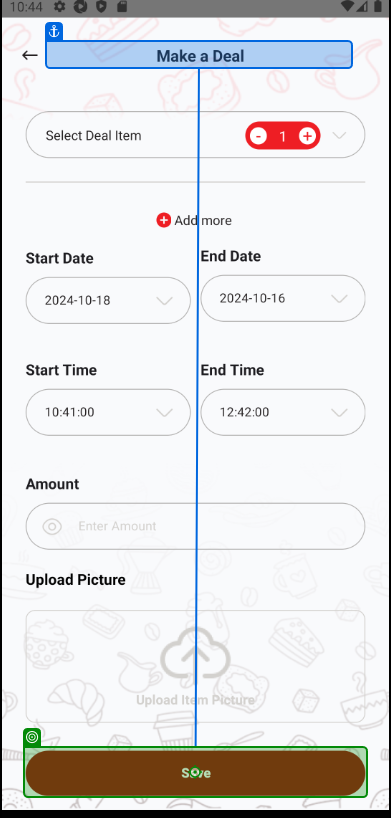 10:44
Make a Deal
Select Deal Item - 1 +
Add more
Start Date End Date
2024-10-18 2024-10-16
Start Time End Time
10:41:00 12:42:00
Amount
Enter Amount
Upload Picture
Upload Item Picture
Save